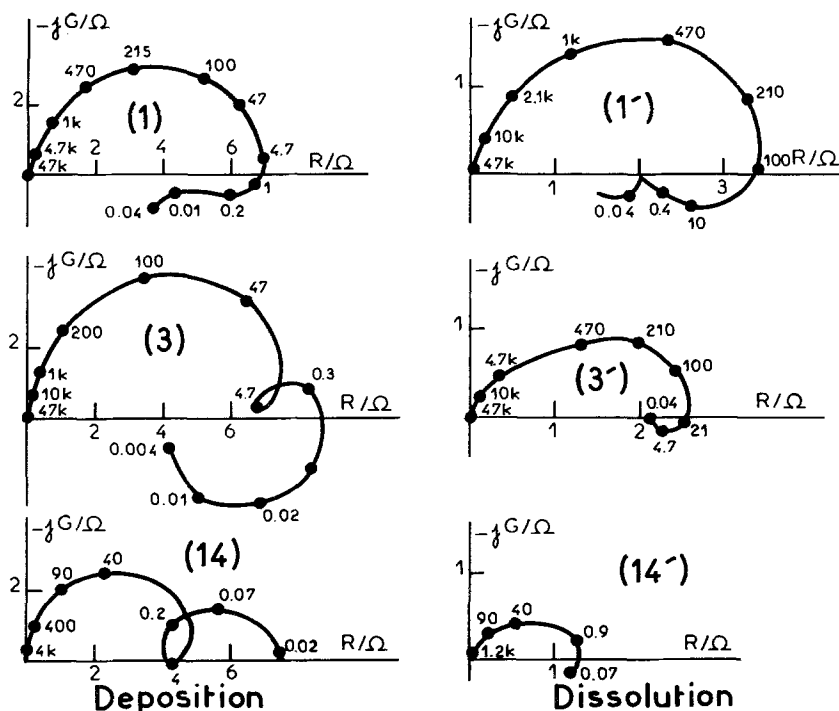 -jG/Ω
215
470
100
2
47
(1)
1k
4.7k
2
4
6
4.7
R/Ω
47k
1
0.04
0.01
0.2
-jG/Ω
470
1k
1
210
2.1k
(1-)
10k
47k
1
3
100R/Ω
0.04
0.4
10
-jG/Ω
100
47
2
200
(3)
0.3
1k
4.7
10k
R/Ω
47k
2
4
6
0.004
0.01
0.02
-jG/Ω
1
470
210
4.7k
100
(3-)
10k
0.04
R/Ω
47k
1
2
21
4.7
-jG/Ω
(14)
2
90
40
0.07
0.2
400
0.02
R/Ω
4k
2
4
6
Deposition
-jG/Ω
1
(14-)
90
40
0.9
1.2k
R/Ω
1
0.07
Dissolution